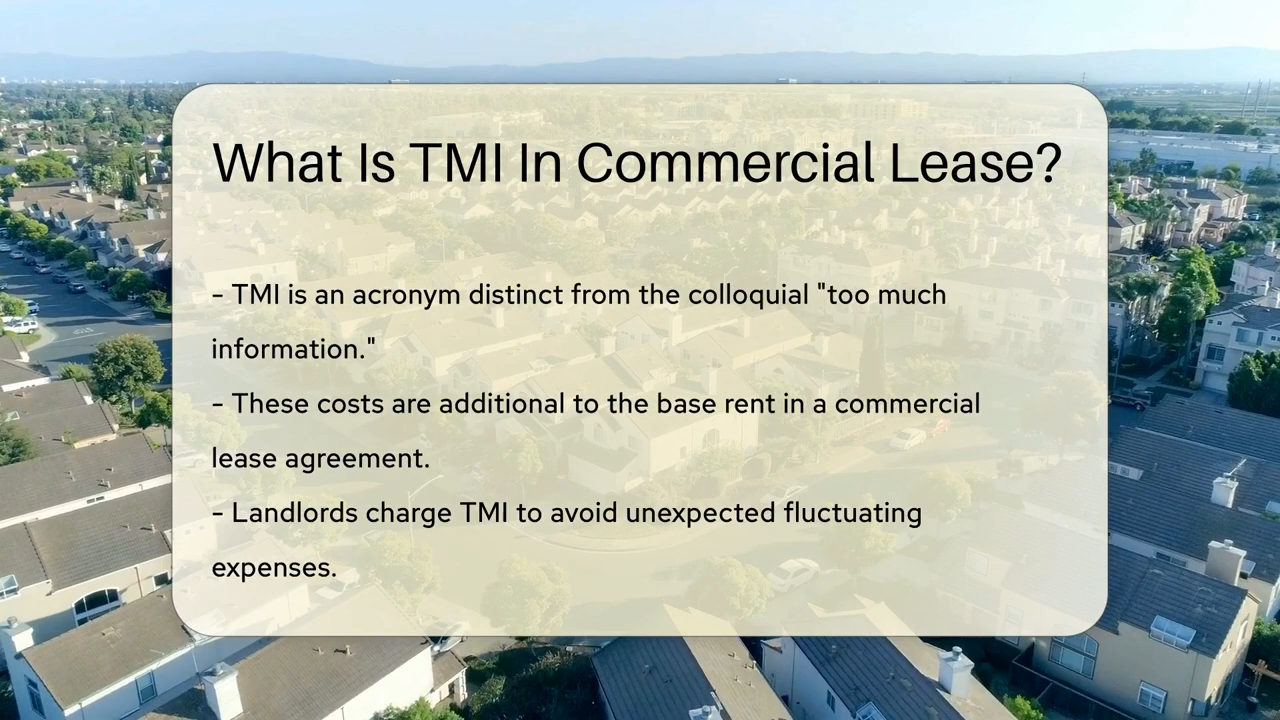 What Is TMI In Commercial Lease?
- TMI is an acronym distinct from the colloquial "too much
information."
- These costs are additional to the base rent in a commercial
lease agreement.
- Landlords charge TMI to avoid unexpected fluctuating
expenses.